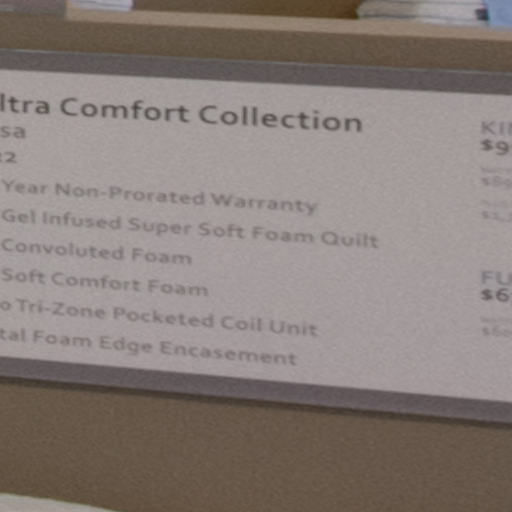 ltra Comfort Collection
sa
22
Year Non-Prorated Warranty
Gel Infused Super Soft Foam Quilt
Convoluted Foam
Soft Comfort Foam
o Tri-Zone Pocketed Coil Unit
tal Foam Edge Encasement
KI
$9
FU
$6